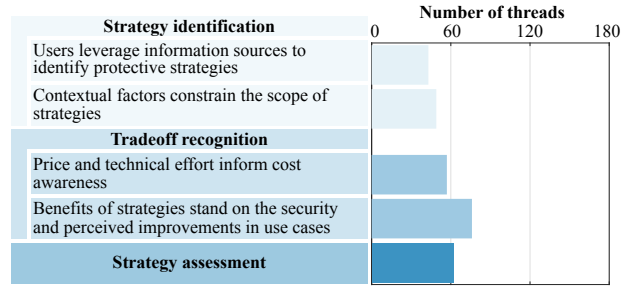 Number of threads
0 60 120 180
Strategy identification
Users leverage information sources to
identify protective strategies
Contextual factors constrain the scope of
strategies
Tradeoff recognition
Price and technical effort inform cost
awareness
Benefits of strategies stand on the security
and perceived improvements in use cases
Strategy assessment